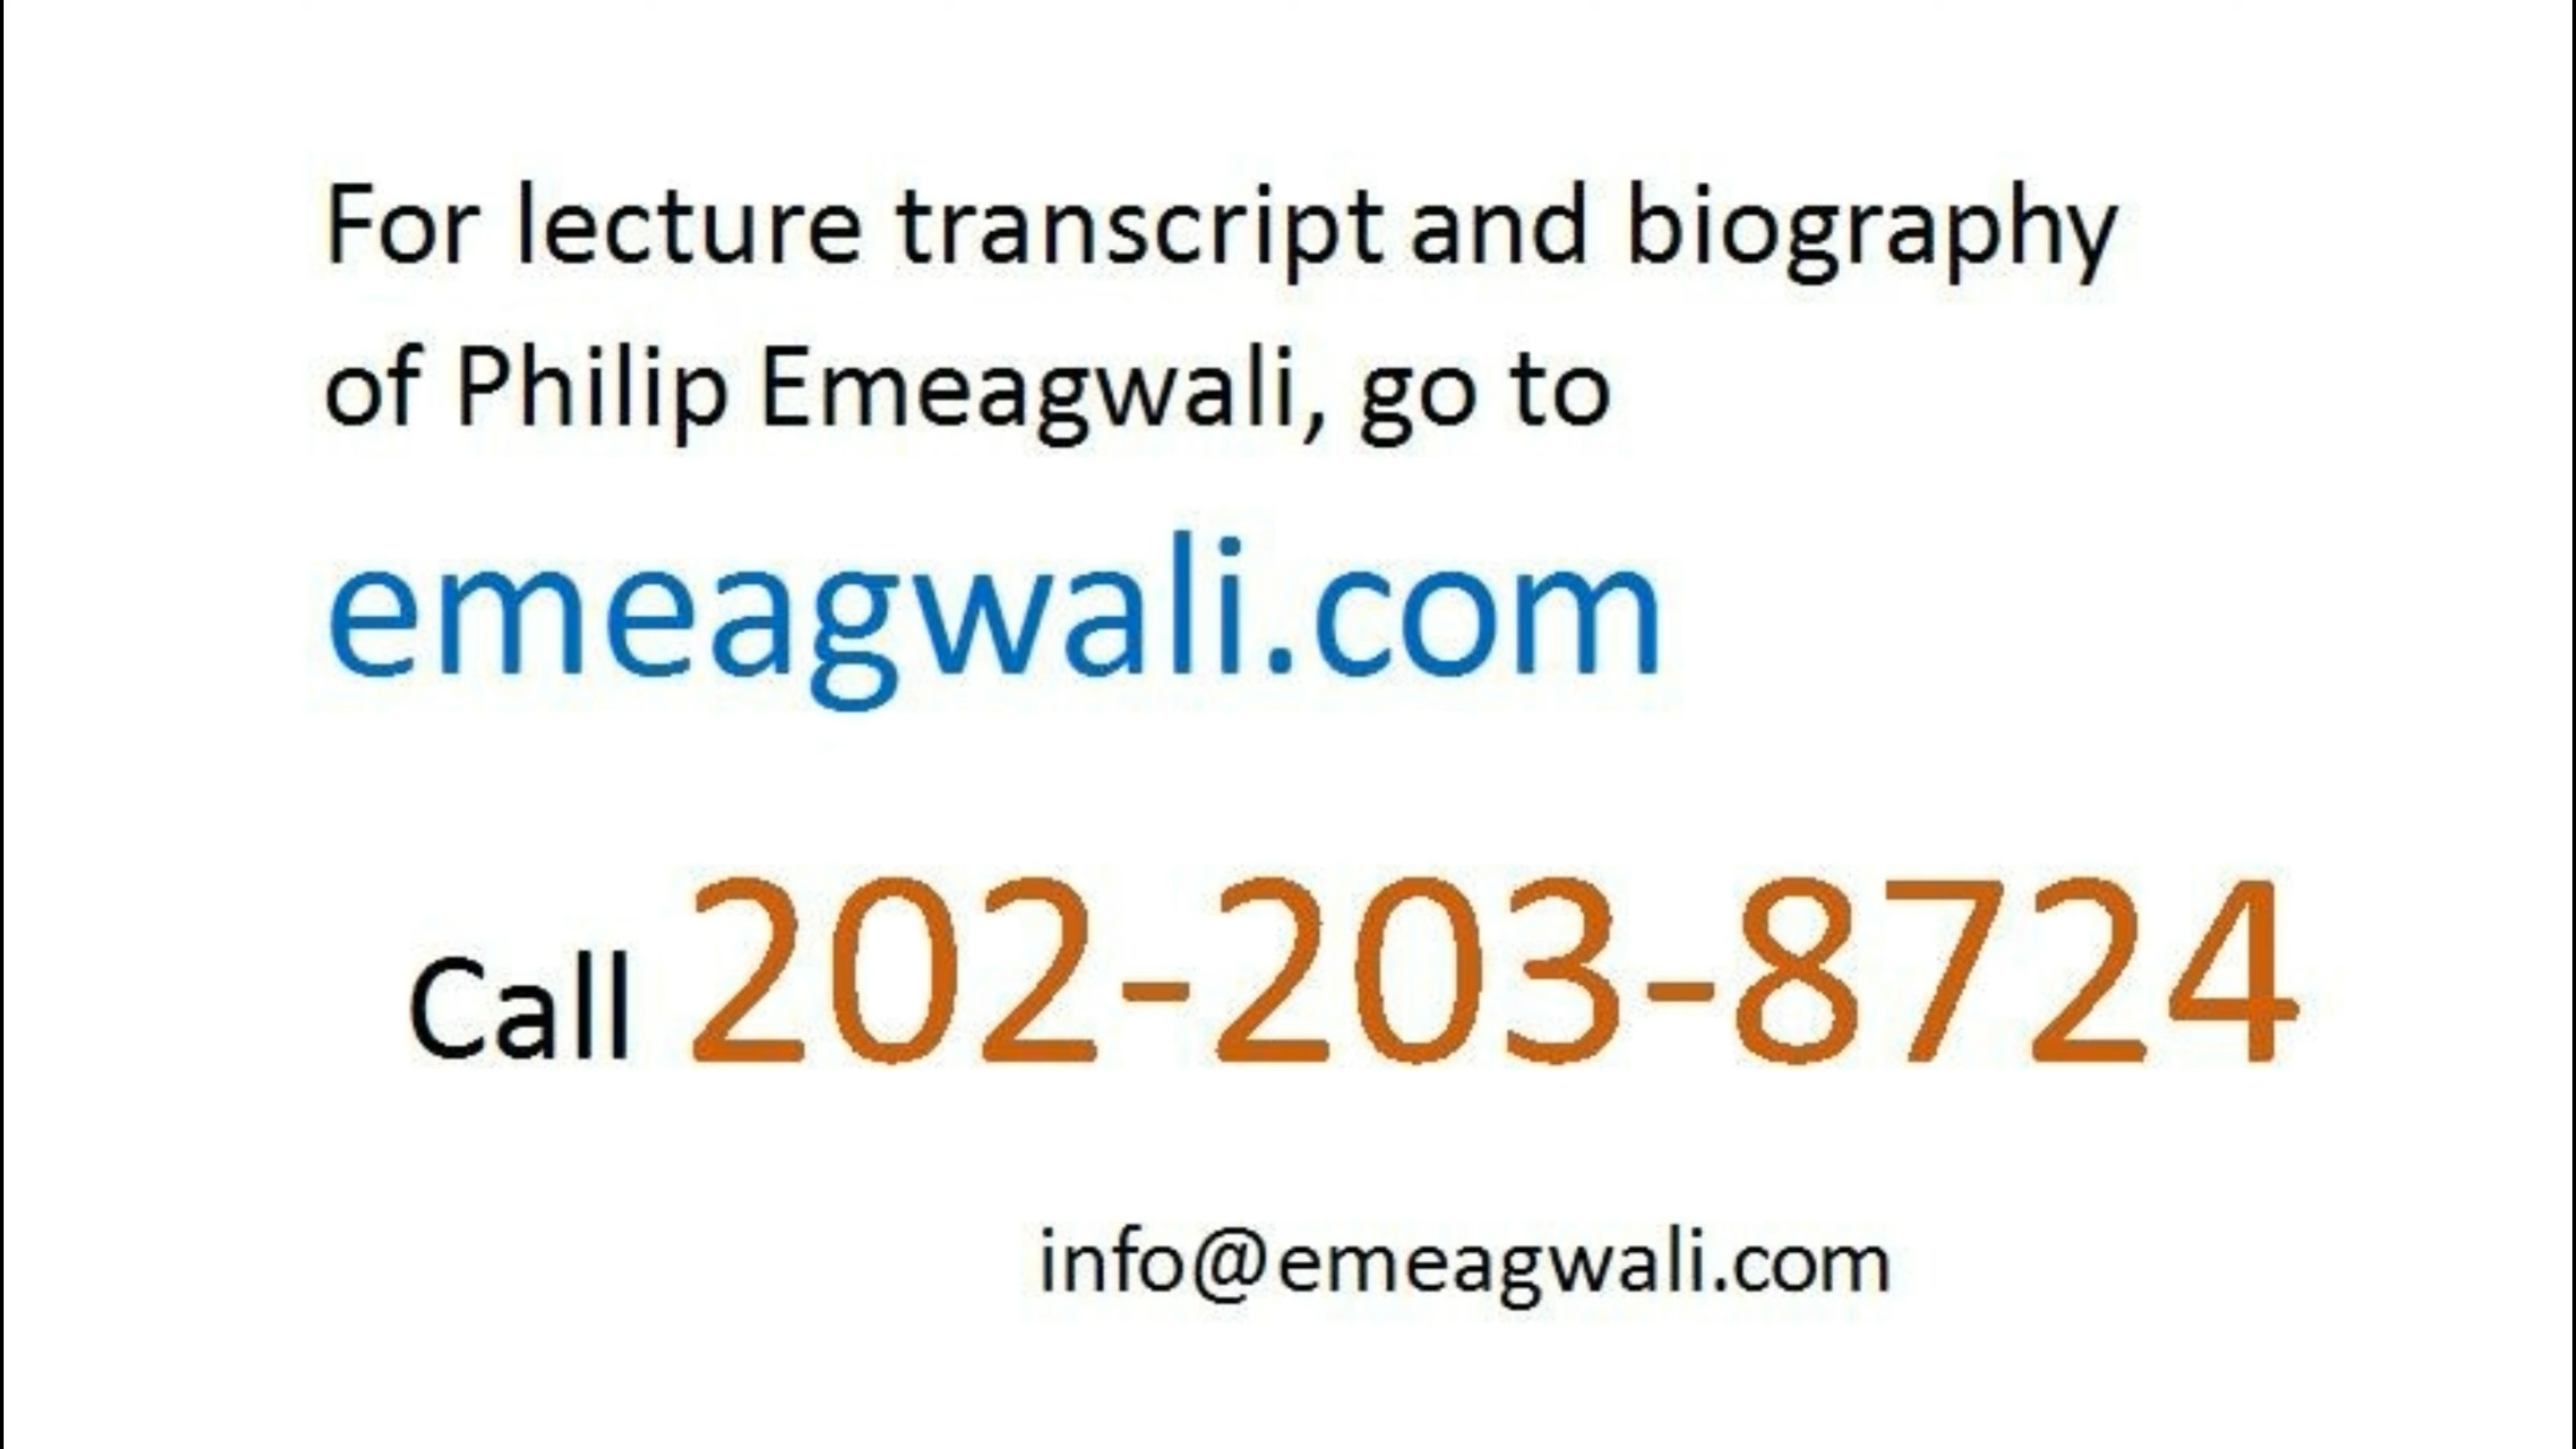 For lecture transcript and biography
of Philip Emeagwali, go to
emeagwali.com
Call 202-203-8724
info@emeagwali.com